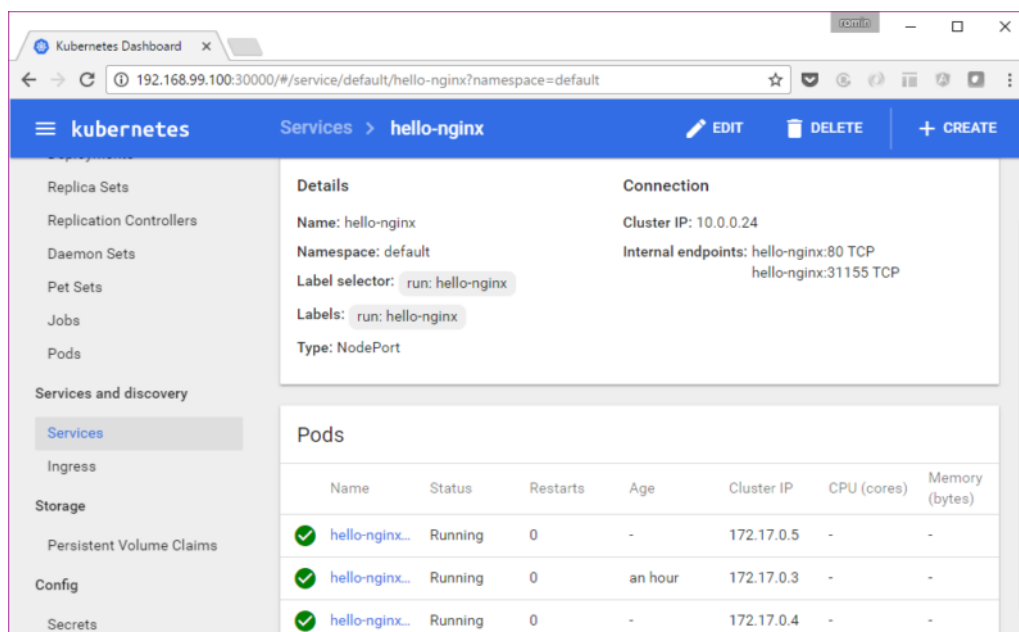 romin
Kubernetes Dashboard
192.168.99.100:30000/#/service/default/hello-nginx?namespace=default
kubernetes
Services > hello-nginx
EDIT
DELETE
+ CREATE
Replica Sets
Replication Controllers
Daemon Sets
Pet Sets
Jobs
Pods
Services and discovery
Services
Ingress
Storage
Persistent Volume Claims
Config
Secrets
Details
Name: hello-nginx
Namespace: default
Label selector: run: hello-nginx
Labels: run: hello-nginx
Type: NodePort
Connection
Cluster IP: 10.0.0.24
Internal endpoints: hello-nginx:80 TCP
hello-nginx:31155 TCP
Pods
Name Status Restarts Age Cluster IP CPU (cores) Memory (bytes)
hello-nginx... Running 0 - 172.17.0.5 - -
hello-nginx... Running 0 an hour 172.17.0.3 - -
hello-nginx... Running 0 - 172.17.0.4 - -